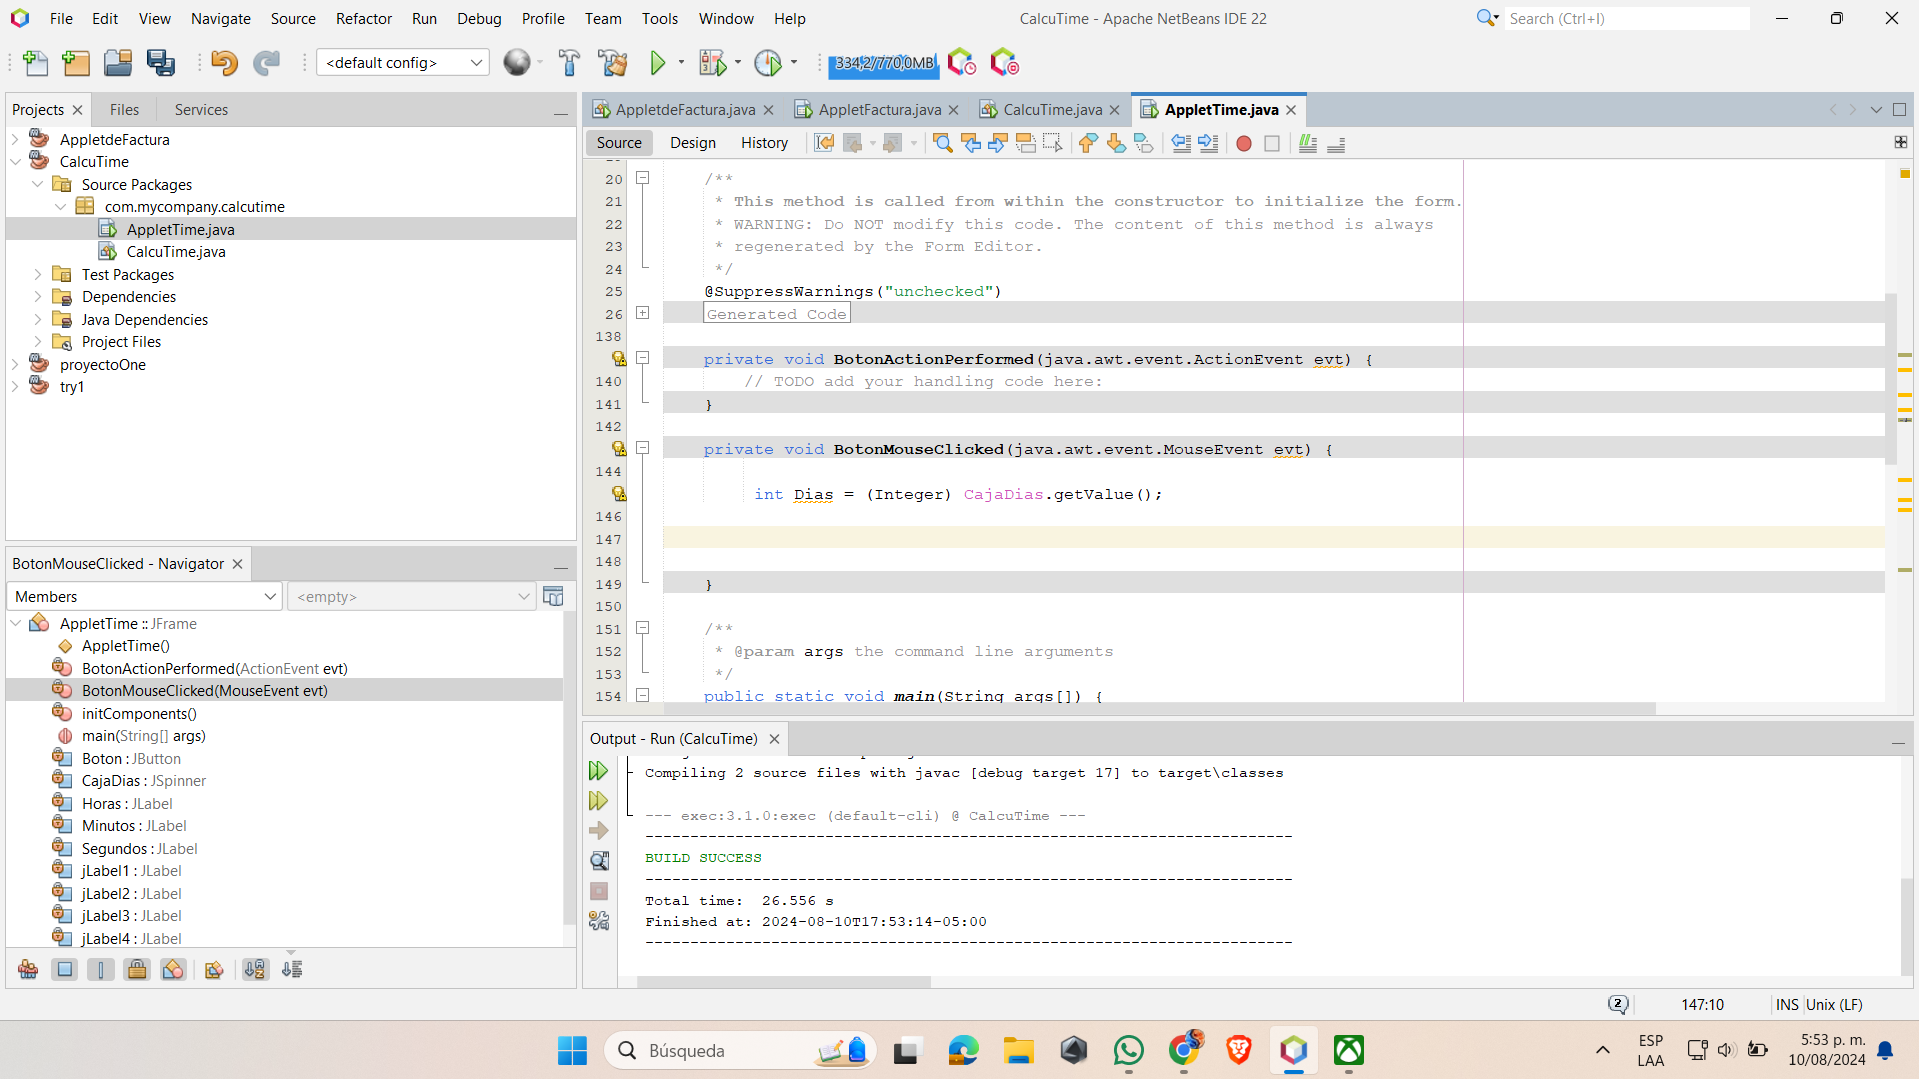 File Edit View Navigate Source Refactor Run Debug Profile Team Tools Window Help
CalcuTime - Apache NetBeans IDE 22
Search (Ctrl+I)
<default config>
334,2/770,0MB
Projects
Files
Services
AppletdeFactura
CalcuTime
Source Packages
com.mycompany.calcutime
AppletTime.java
CalcuTime.java
Test Packages
Dependencies
Java Dependencies
Project Files
proyectoOne
try1
BotonMouseClicked - Navigator
Members
<empty>
AppletTime :: JFrame
AppletTime()
BotonActionPerformed(ActionEvent evt)
BotonMouseClicked(MouseEvent evt)
initComponents()
main(String[] args)
Boton : JButton
CajaDias : JSpinner
Horas : JLabel
Minutos : JLabel
Segundos : JLabel
jLabel1 : JLabel
jLabel2 : JLabel
jLabel3 : JLabel
jLabel4 : JLabel
AppletdeFactura.java
AppletFactura.java
CalcuTime.java
AppletTime.java
Source Design History
20 /**
21 * This method is called from within the constructor to initialize the form.
22 * WARNING: Do NOT modify this code. The content of this method is always
23 * regenerated by the Form Editor.
24 */
25 @SuppressWarnings("unchecked")
26 Generated Code
138
private void BotonActionPerformed(java.awt.event.ActionEvent evt) {
140 // TODO add your handling code here:
141 }
142
private void BotonMouseClicked(java.awt.event.MouseEvent evt) {
144
int Dias = (Integer) CajaDias.getValue();
146
147
148
149 }
150
151 /**
152 * @param args the command line arguments
153 */
154 public static void main(String args[]) {
Output - Run (CalcuTime)
Compiling 2 source files with javac [debug target 17] to target\classes
--- exec:3.1.0:exec (default-cli) @ CalcuTime ---
------------------------------------------------------------------------
BUILD SUCCESS
------------------------------------------------------------------------
Total time:  26.556 s
Finished at: 2024-08-10T17:53:14-05:00
------------------------------------------------------------------------
2
147:10
INS
Unix (LF)
Búsqueda
ESP
LAA
5:53 p. m.
10/08/2024